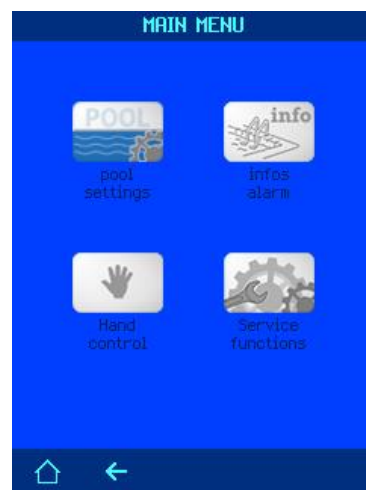 MAIN MENU
POOL
info
pool
settings
infos
alarm
Hand
control
Service
functions